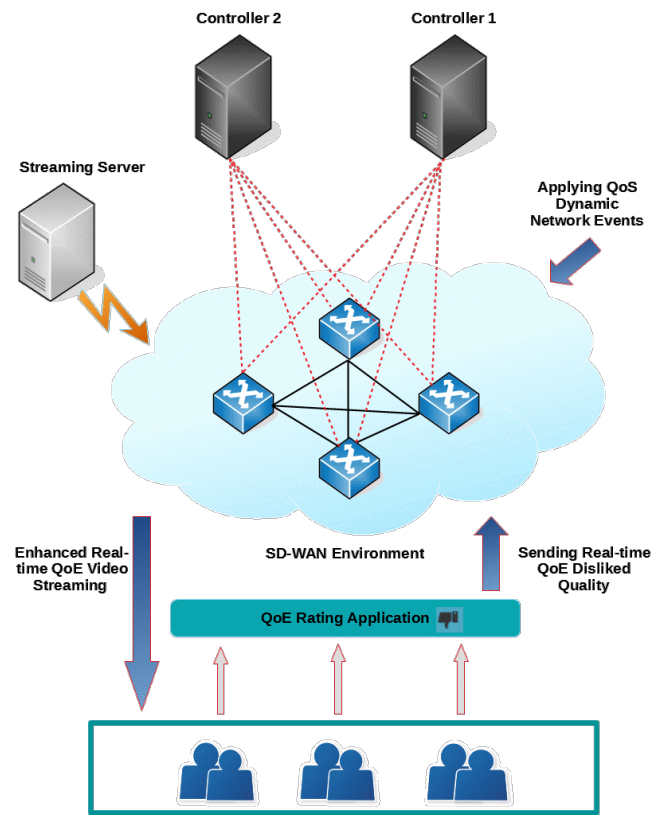 Controller 2
Controller 1
Streaming Server
Applying QoS
Dynamic
Network Events
Enhanced Real-
time QoE Video
Streaming
SD-WAN Environment
Sending Real-time
QoE Disliked
Quality
QoE Rating Application